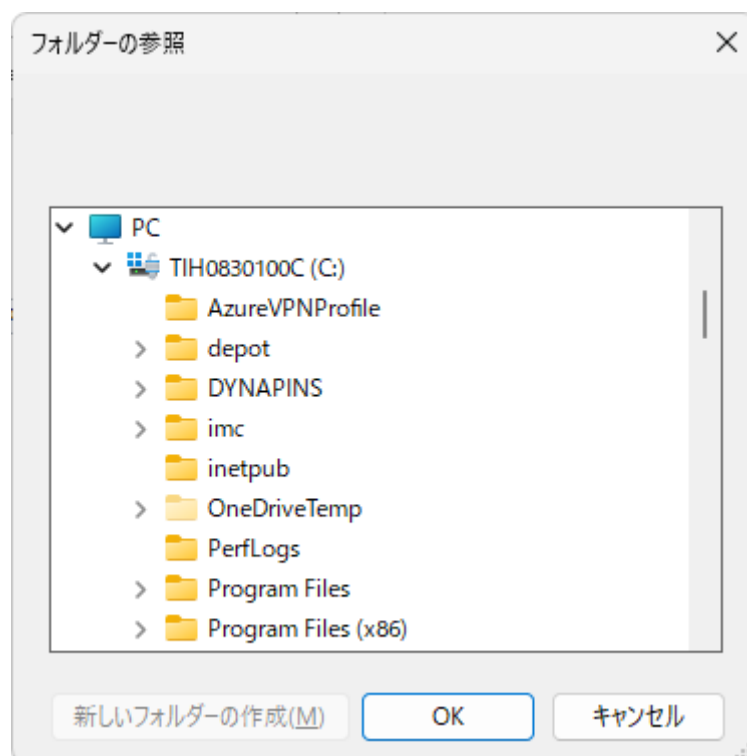 フォルダーの参照
PC
TIH0830100C (C:)
AzureVPNProfile
depot
DYNAPINS
imc
inetpub
OneDriveTemp
PerfLogs
Program Files
Program Files (x86)
新しいフォルダーの作成(M)
OK
キャンセル